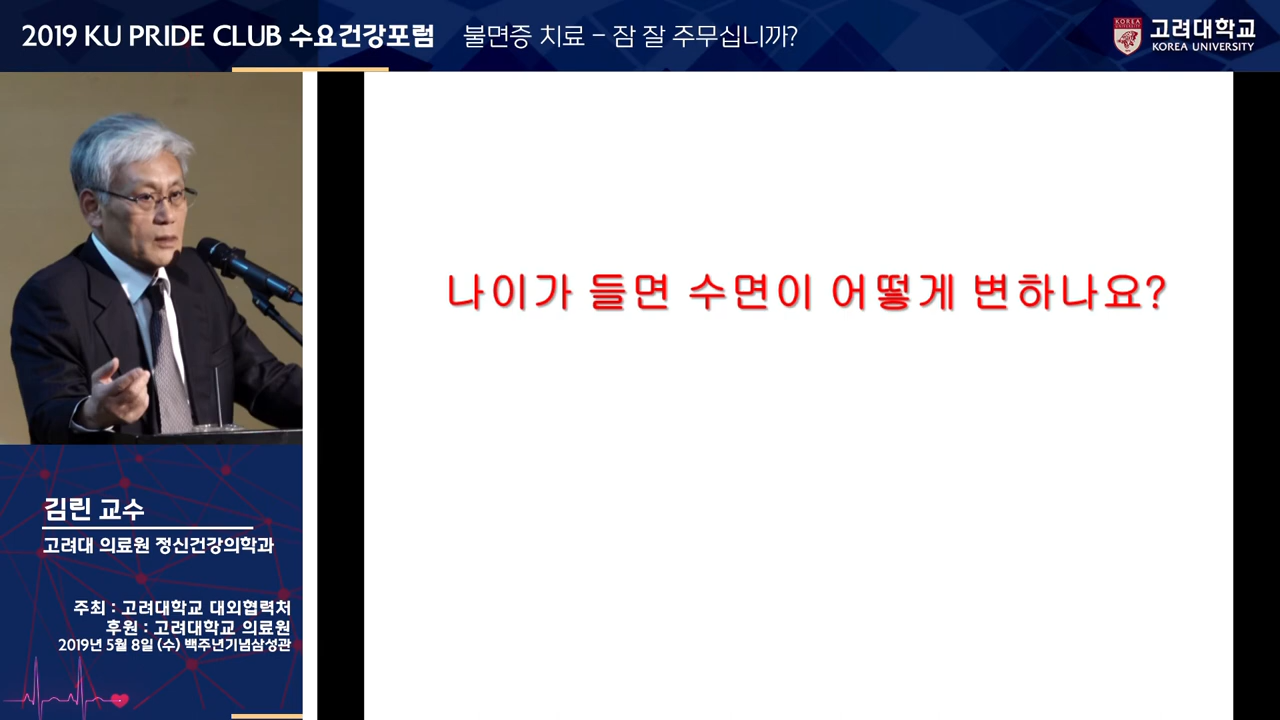 2019 KU PRIDE CLUB 수요건강포럼 불면증 치료 – 잠 잘 주무십니까?
KOREA
UNIVERSITY
고려대학교
KOREA UNIVERSITY
나이가 들면 수면이 어떻게 변하나요?
김린 교수
고려대 의료원 정신건강의학과
주최 : 고려대학교 대외협력처
후원 : 고려대학교 의료원
2019년 5월 8일 (수) 백주년기념삼성관